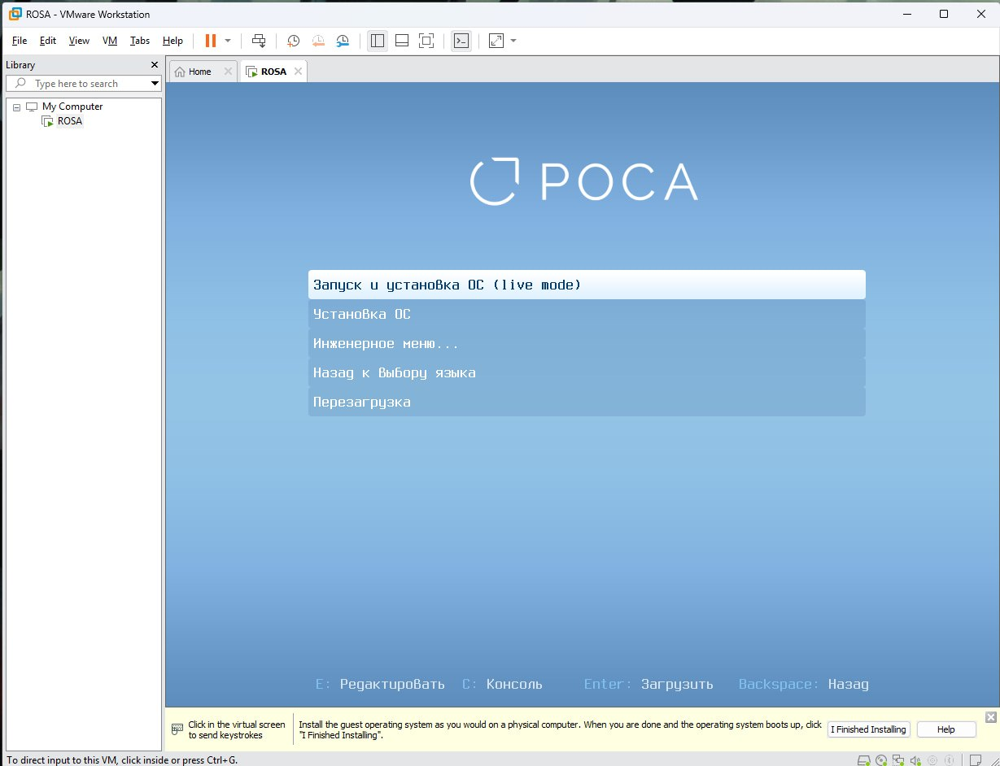 ROSA - VMware Workstation
File Edit View VM Tabs Help
Library
Type here to search
My Computer
ROSA
Home
ROSA
РОСА
Запуск и установка ОС (live mode)
Установка ОС
Инженерное меню...
Назад к выбору языка
Перезагрузка
E: Редактировать C: Консоль Enter: Загрузить Backspace: Назад
Click in the virtual screen
to send keystrokes
Install the guest operating system as you would on a physical computer. When you are done and the operating system boots up, click
"I Finished Installing".
I Finished Installing
Help
To direct input to this VM, click inside or press Ctrl+G.